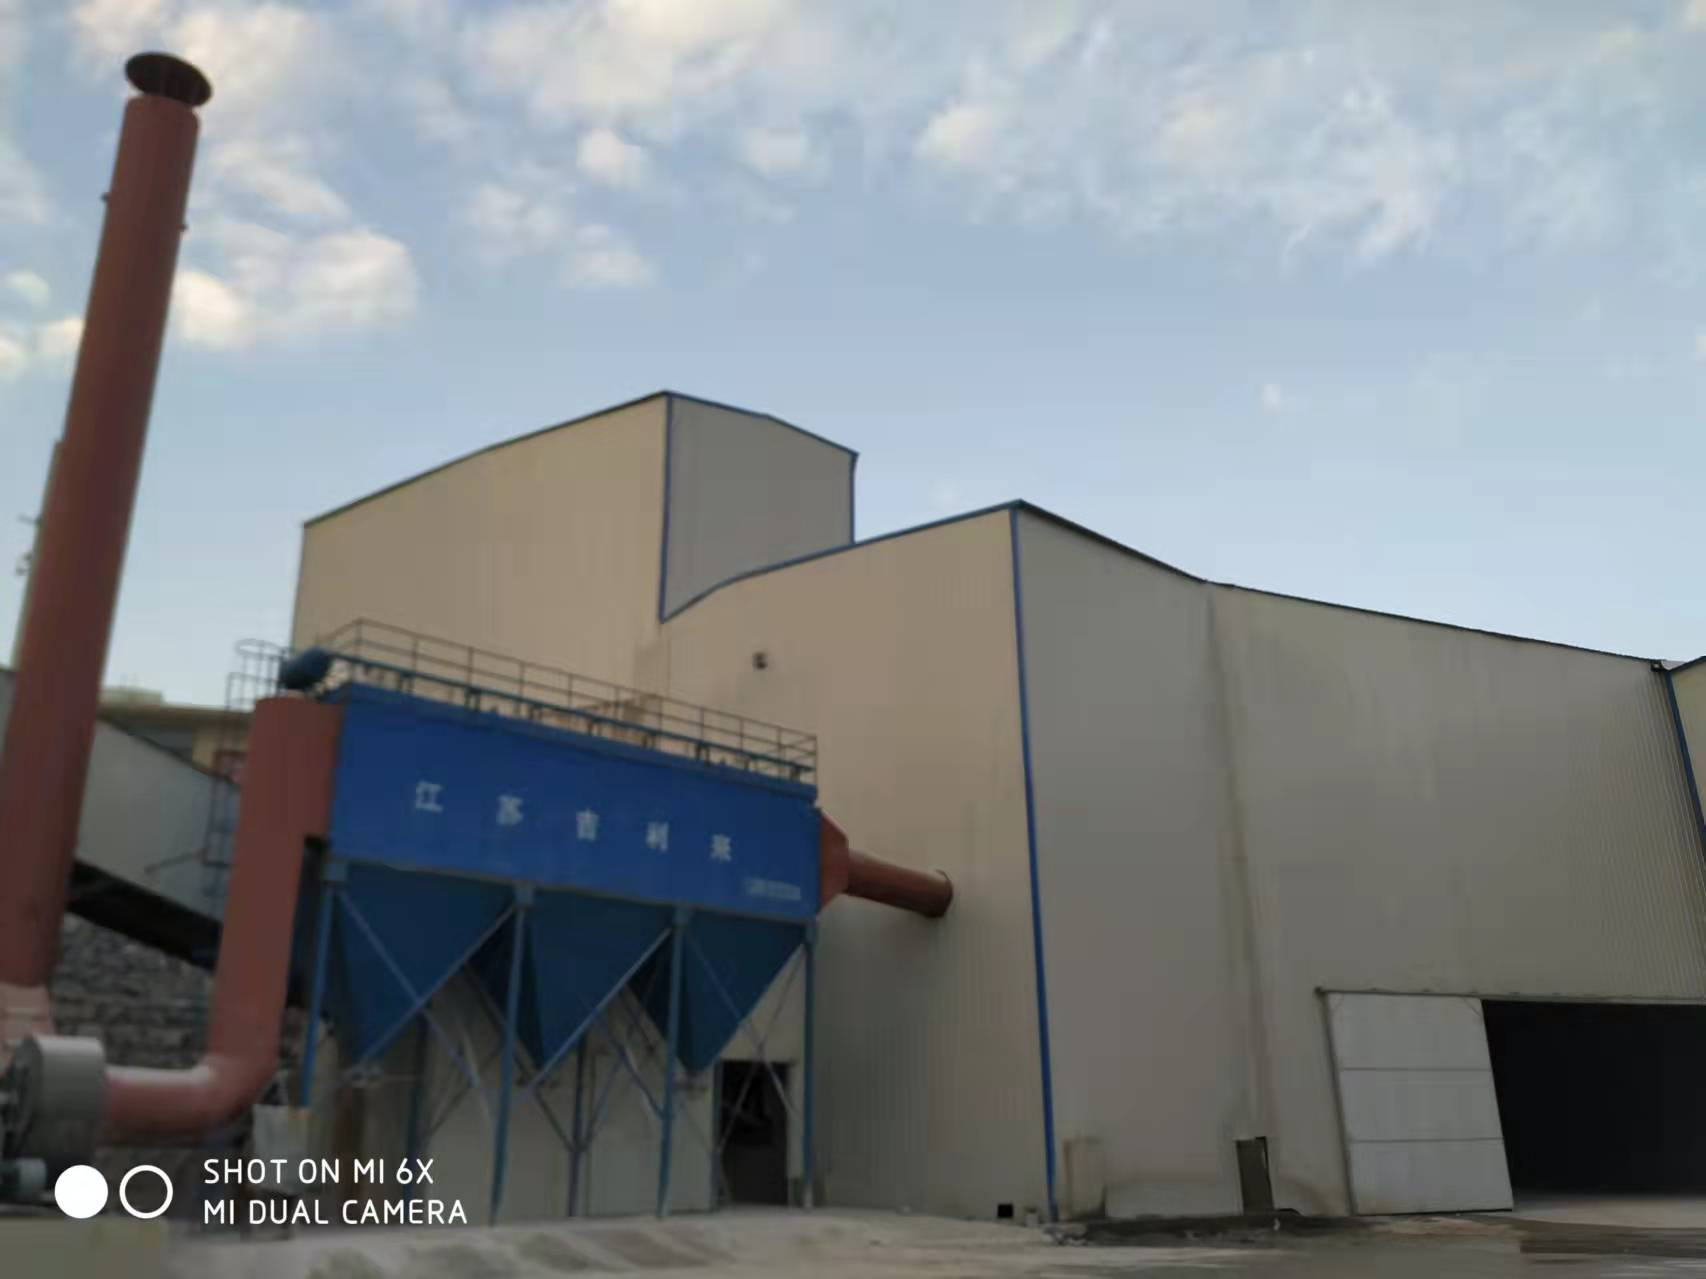 江苏吉利来
SHOT ON MI 6X
MI DUAL CAMERA